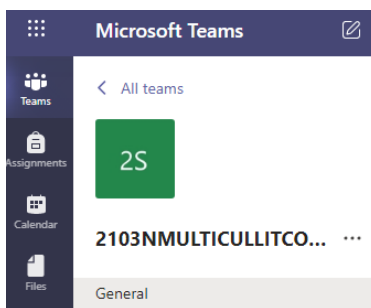 Microsoft Teams
Teams
Assignments
Calendar
Files
All teams
2S
2103NMULTICULLITCO...
General